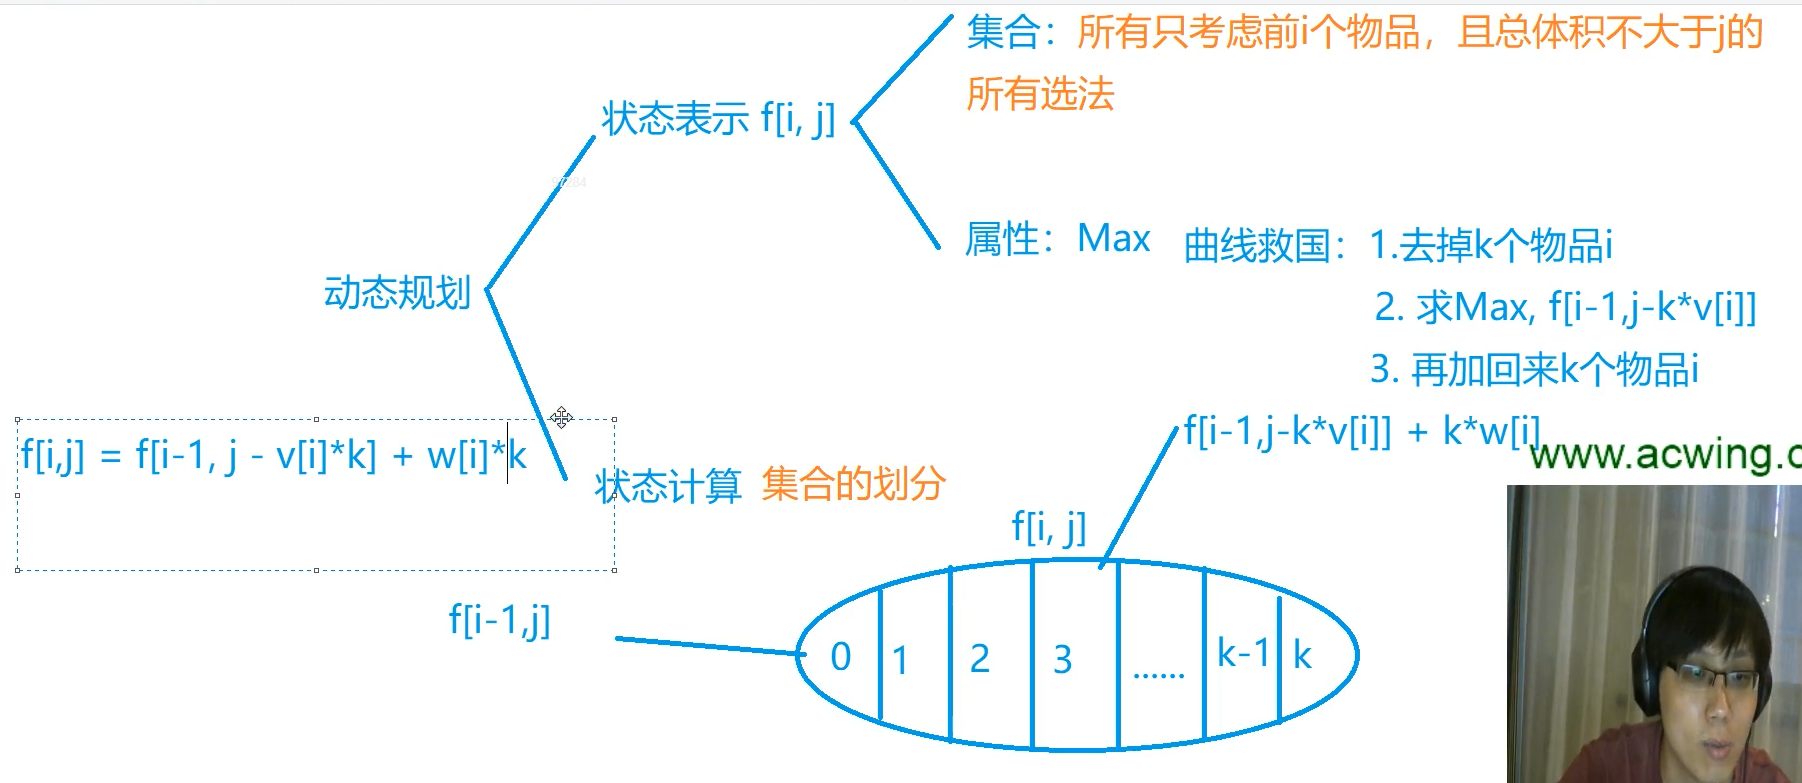 集合：所有只考虑前i个物品，且总体积不大于j的
所有选法
状态表示 f[i, j]
97284
属性：Max
曲线救国：1.去掉k个物品i
2. 求Max, f[i-1,j-k*v[i]]
3. 再加回来k个物品i
动态规划
f[i-1,j-k*v[i]] + k*w[i]
www.acwing.c
f[i,j] = f[i-1, j - v[i]*k] + w[i]*k
状态计算 集合的划分
f[i, j]
f[i-1,j]
0 1 2 3 ...... k-1 k